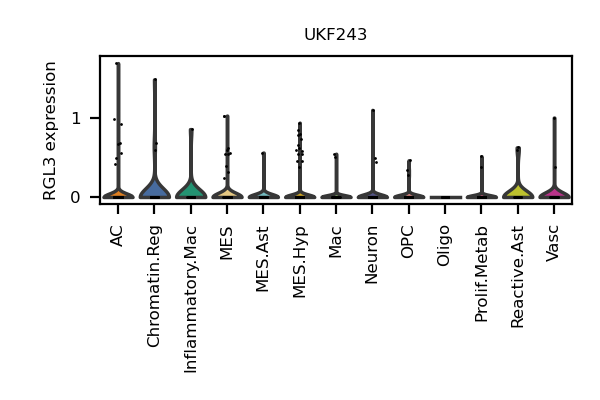 UKF243
RGL3 expression
1
0
AC
Chromatin.Reg
Inflammatory.Mac
MES
MES.Ast
MES.Hyp
Mac
Neuron
OPC
Oligo
Prolif.Metab
Reactive.Ast
Vasc